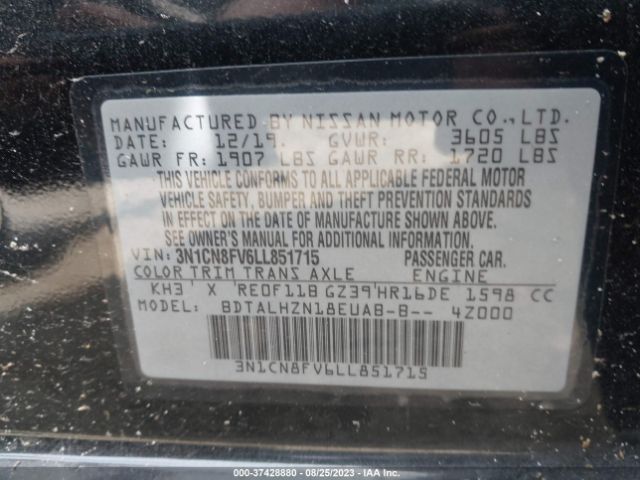 MANUFACTURED BY NISSAN MOTOR CO., LTD.
DATE: 12/19. GVWR: 3605 LBS
GAWR FR: 1907 LBS GAWR RR: 1720 LBS
THIS VEHICLE CONFORMS TO ALL APPLICABLE FEDERAL MOTOR
VEHICLE SAFETY, BUMPER AND THEFT PREVENTION STANDARDS
IN EFFECT ON THE DATE OF MANUFACTURE SHOWN ABOVE.
SEE OWNER'S MANUAL FOR ADDITIONAL INFORMATION
VIN: 3N1CN8FV6LL851715 PASSENGER CAR.
COLOR TRIM TRANS AXLE ENGINE
KH3' X 'RE0F11B GZ39'HR16DE 1598 CC
MODEL: BDTALHZN18EUAB-B-- 4Z000
3N1CN8FV6LL851715
000-37428880 - 08/25/2023 - IAA Inc.